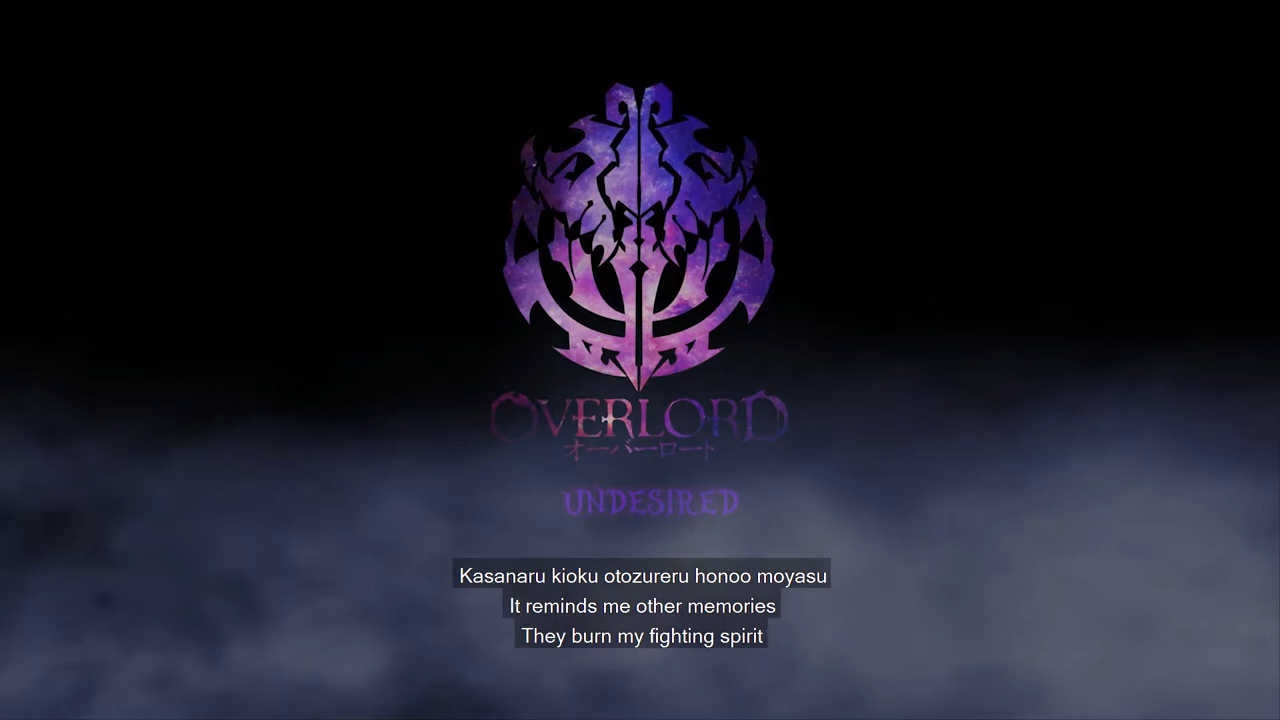 OVERLORD
オーバーロード
UNDESIRED
Kasanaru kioku otozureru honoo moyasu
It reminds me other memories
They burn my fighting spirit